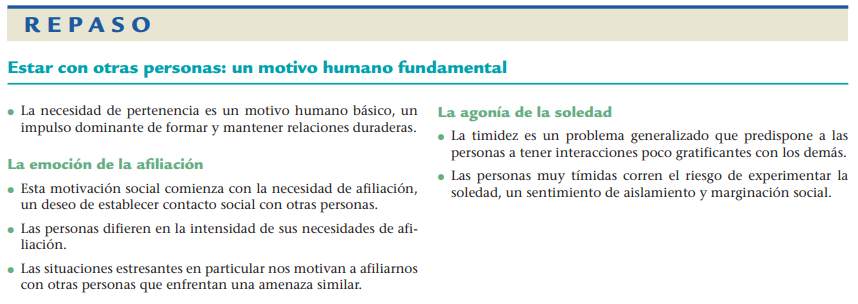 REPASO
Estar con otras personas: un motivo humano fundamental
● La necesidad de pertenencia es un motivo humano básico, un
impulso dominante de formar y mantener relaciones duraderas.
La emoción de la afiliación
● Esta motivación social comienza con la necesidad de afiliación,
un deseo de establecer contacto social con otras personas.
● Las personas difieren en la intensidad de sus necesidades de afi-
liación.
● Las situaciones estresantes en particular nos motivan a afiliarnos
con otras personas que enfrentan una amenaza similar.
La agonía de la soledad
● La timidez es un problema generalizado que predispone a las
personas a tener interacciones poco gratificantes con los demás.
● Las personas muy tímidas corren el riesgo de experimentar la
soledad, un sentimiento de aislamiento y marginación social.